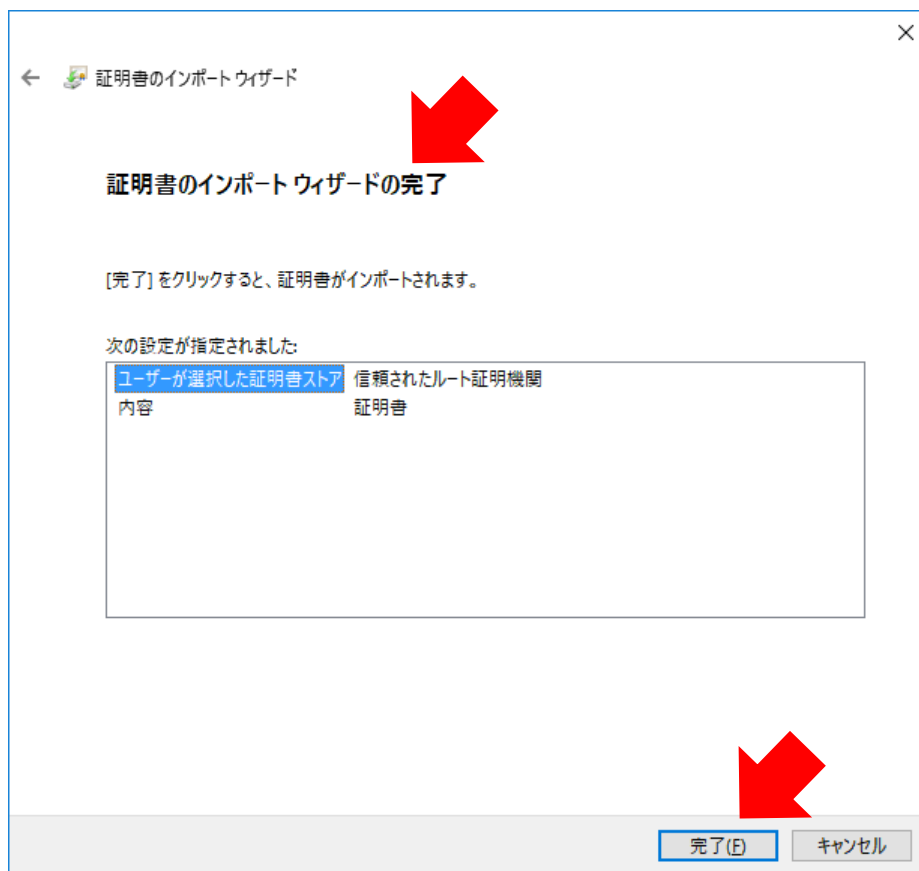 証明書のインポート ウィザード
証明書のインポート ウィザードの完了
[完了] をクリックすると、証明書がインポートされます。
次の設定が指定されました:
ユーザーが選択した証明書ストア 信頼されたルート証明機関
内容 証明書
完了(F) キャンセル